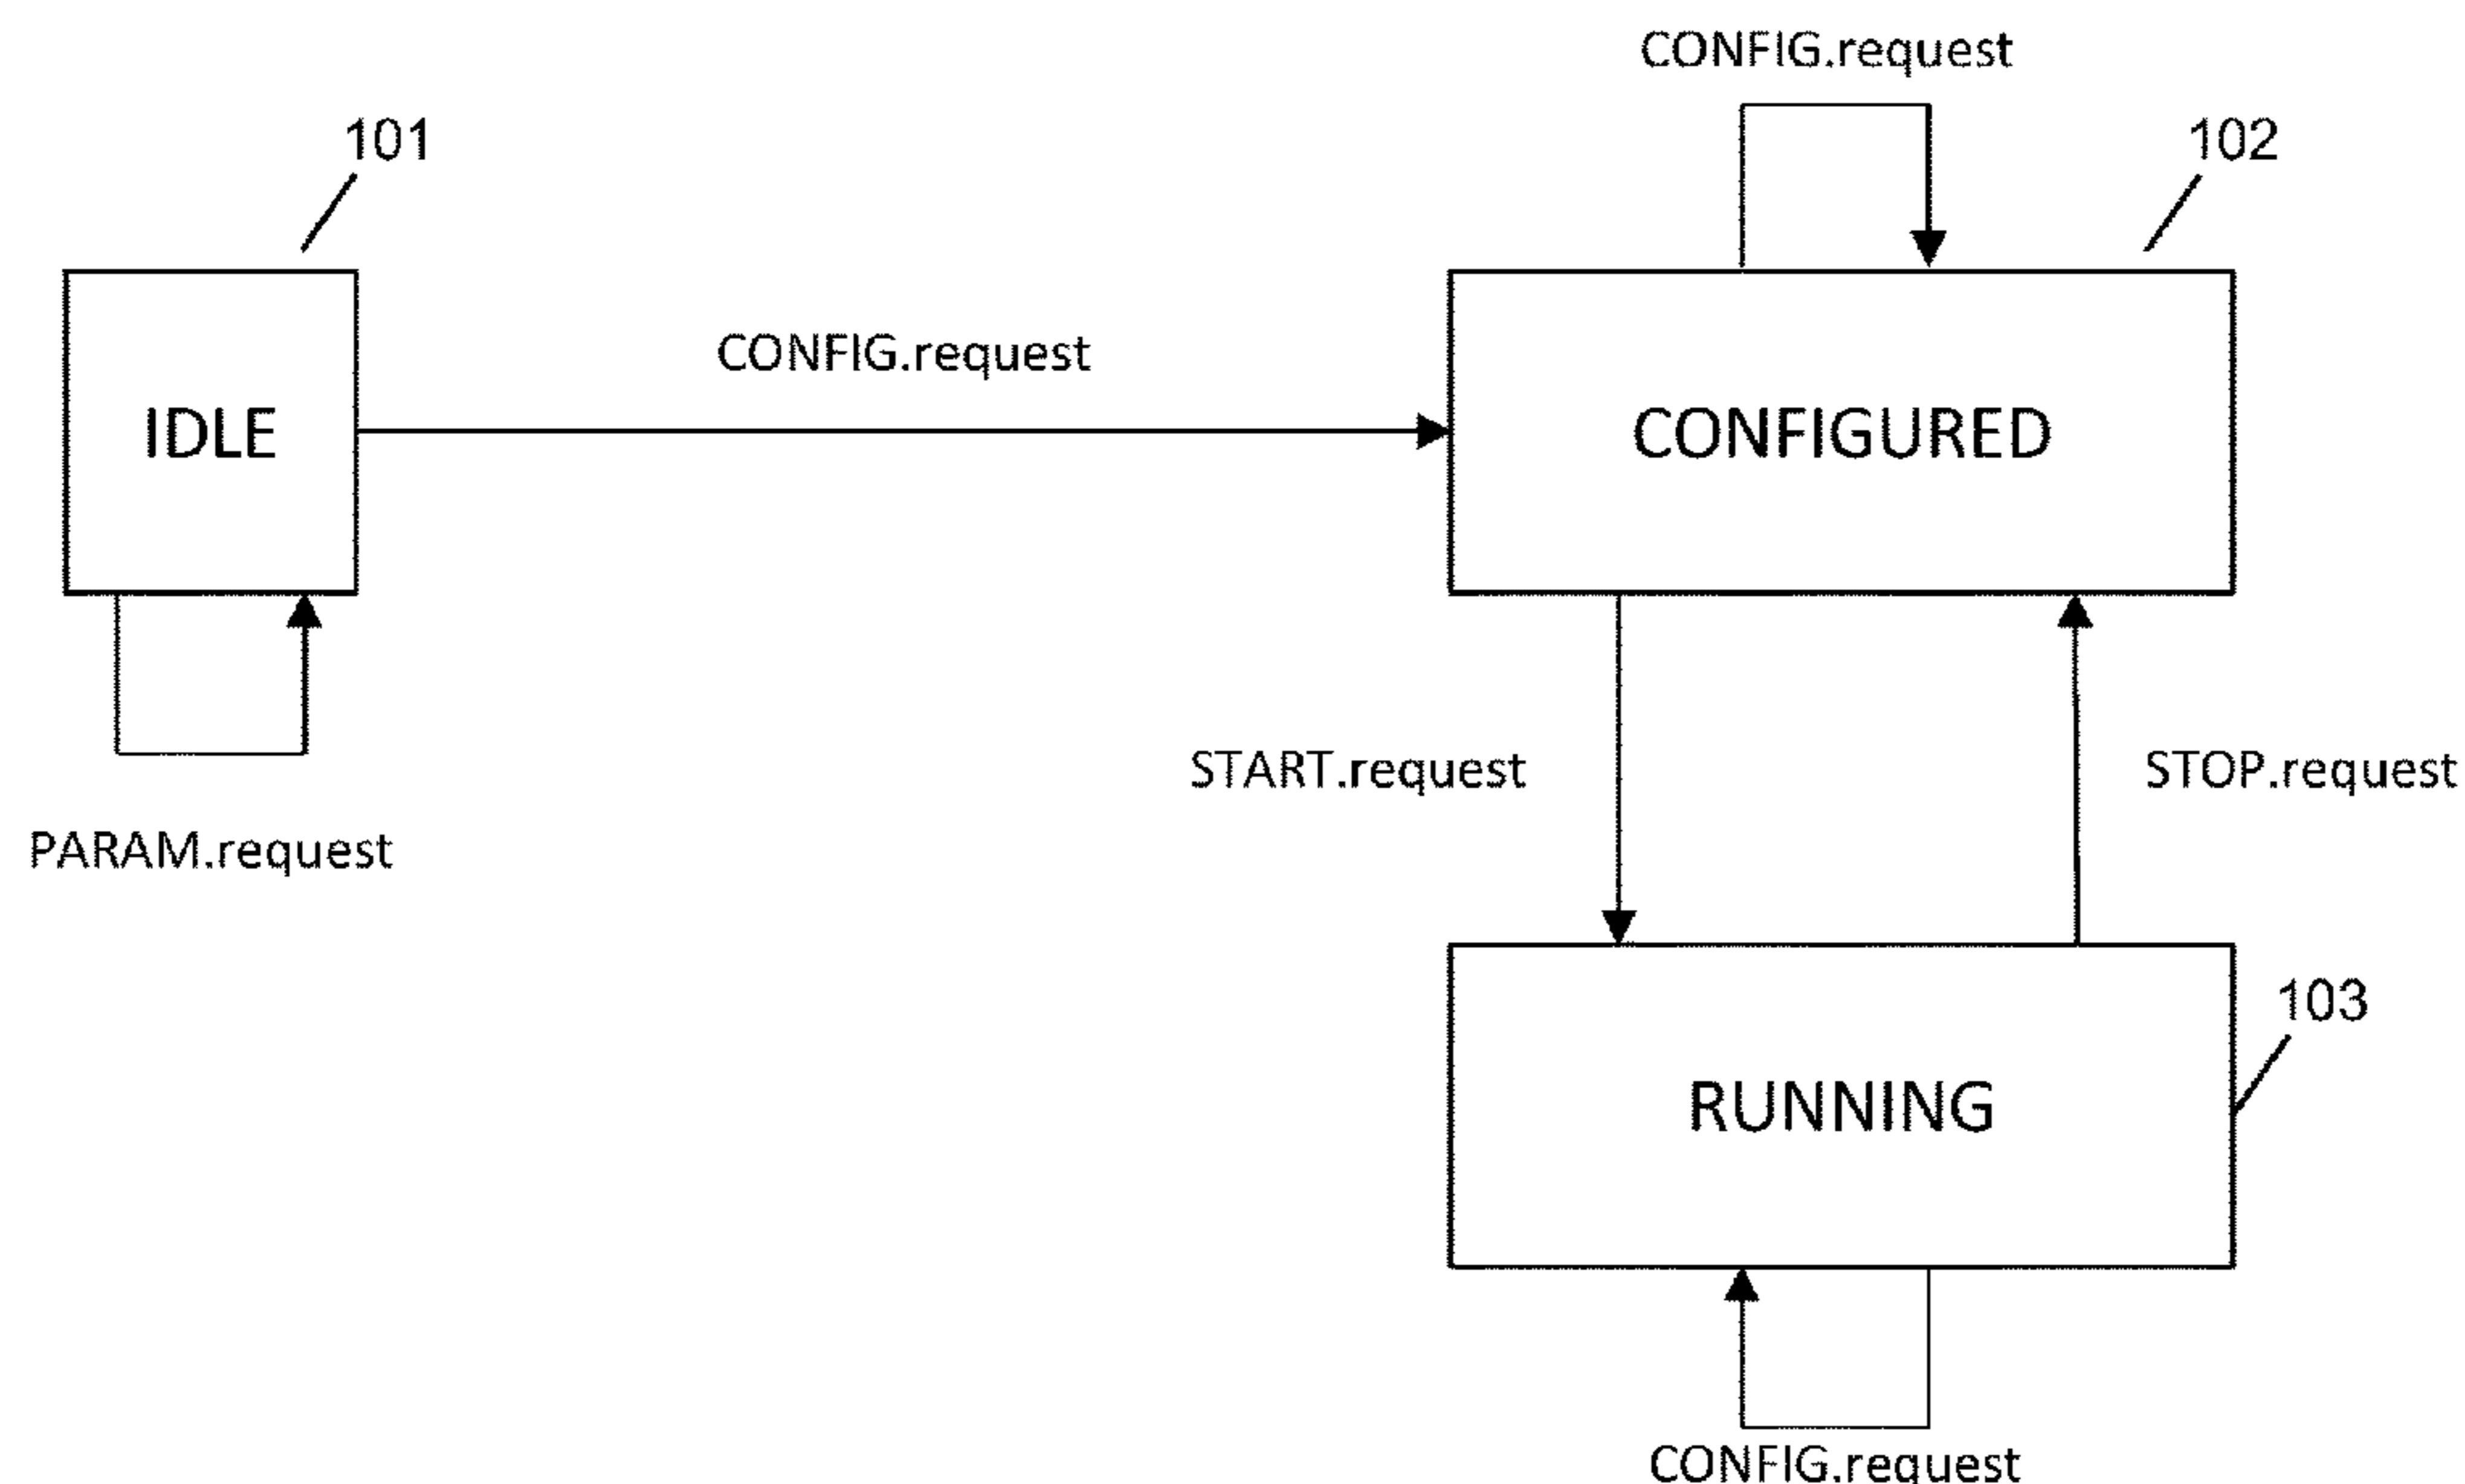 CONFIG.request
101
102
CONFIG.request
IDLE
CONFIGURED
START.request
STOP.request
PARAM.request
103
RUNNING
CONFIG.request